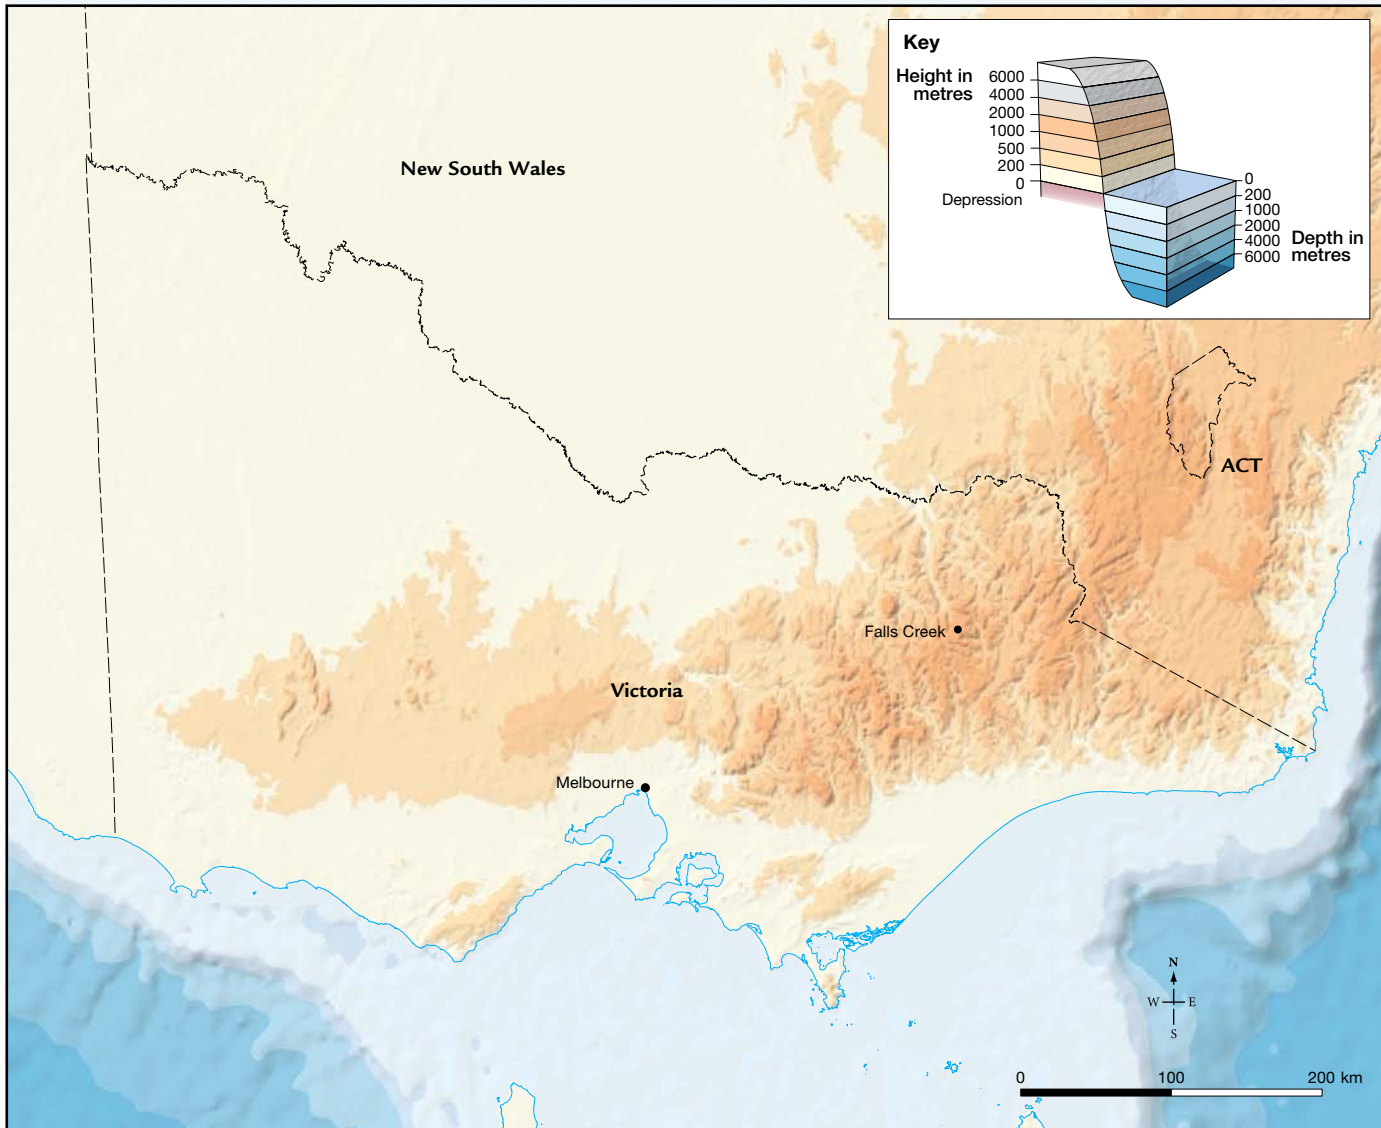 Key
Height in
metres
6000
4000
2000
1000
500
200
0
Depression
0
200
1000
2000
4000
6000
Depth in
metres
New South Wales
ACT
Falls Creek
Victoria
Melbourne
N
W E
S
0 100 200 km